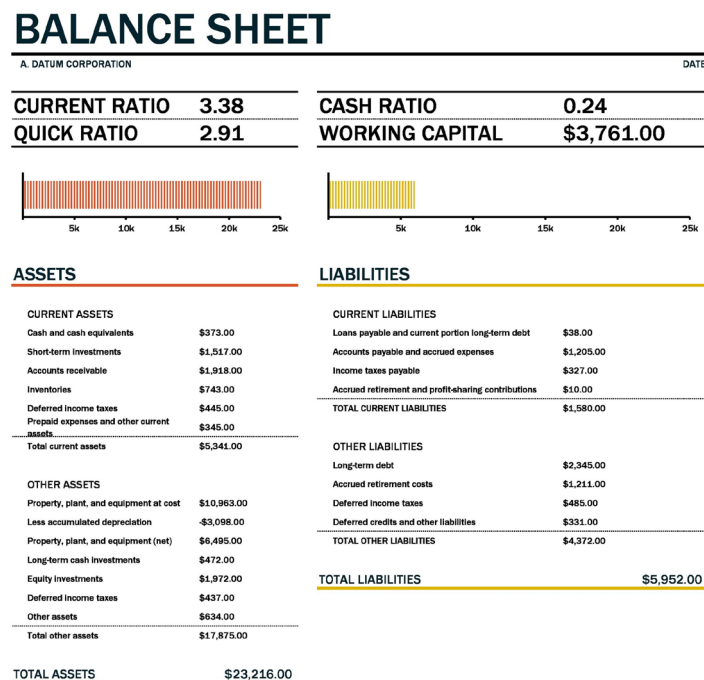 BALANCE SHEET
A. DATUM CORPORATION DATE
CURRENT RATIO 3.38
QUICK RATIO 2.91
CASH RATIO 0.24
WORKING CAPITAL $3,761.00
5k 10k 15k 20k 25k
5k 10k 15k 20k 25k
ASSETS
CURRENT ASSETS
Cash and cash equivalents $373.00
Short-term investments $1,517.00
Accounts receivable $1,918.00
Inventories $743.00
Deferred income taxes $445.00
Prepaid expenses and other current
assets $345.00
Total current assets $5,341.00
OTHER ASSETS
Property, plant, and equipment at cost $10,963.00
Less accumulated depreciation -$3,098.00
Property, plant, and equipment (net) $6,495.00
Long-term cash investments $472.00
Equity investments $1,972.00
Deferred income taxes $437.00
Other assets $634.00
Total other assets $17,875.00
TOTAL ASSETS $23,216.00
LIABILITIES
CURRENT LIABILITIES
Loans payable and current portion long-term debt $38.00
Accounts payable and accrued expenses $1,205.00
Income taxes payable $327.00
Accrued retirement and profit-sharing contributions $10.00
TOTAL CURRENT LIABILITIES $1,580.00
OTHER LIABILITIES
Long-term debt $2,345.00
Accrued retirement costs $1,211.00
Deferred income taxes $485.00
Deferred credits and other liabilities $331.00
TOTAL OTHER LIABILITIES $4,372.00
TOTAL LIABILITIES $5,952.00